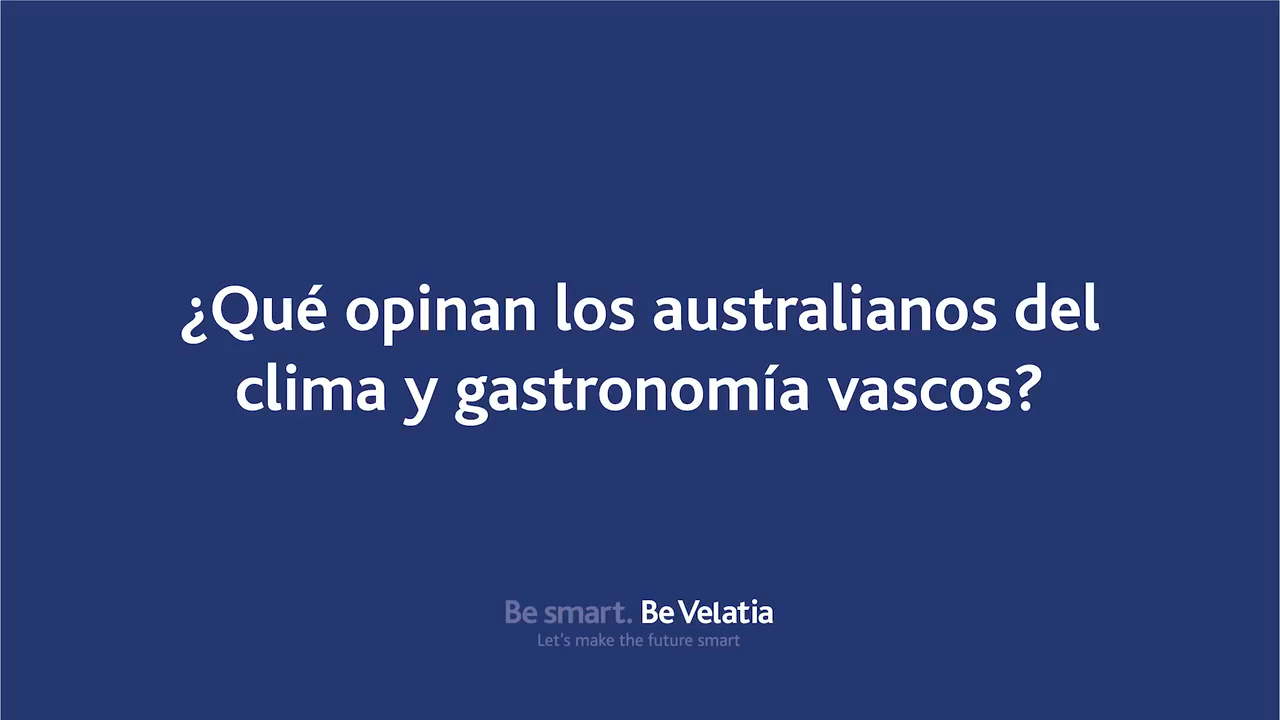 ¿Qué opinan los australianos del
clima y gastronomía vascos?
Be smart. Be Velatia
Let's make the future smart